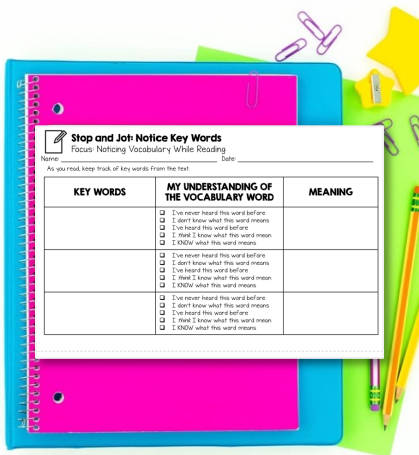 Stop and Jot: Notice Key Words
Focus: Noticing Vocabulary While Reading
Name: Date:
As you read, keep track of key words from the text.
KEY WORDS
MY UNDERSTANDING OF
THE VOCABULARY WORD
MEANING
I've never heard this word before
I don't know what this word means
I've heard this word before
I think I know what this word mean
I KNOW what this word means
I've never heard this word before
I don't know what this word means
I've heard this word before
I think I know what this word mean
I KNOW what this word means
I've never heard this word before
I don't know what this word means
I've heard this word before
I think I know what this word mean
I KNOW what this word means